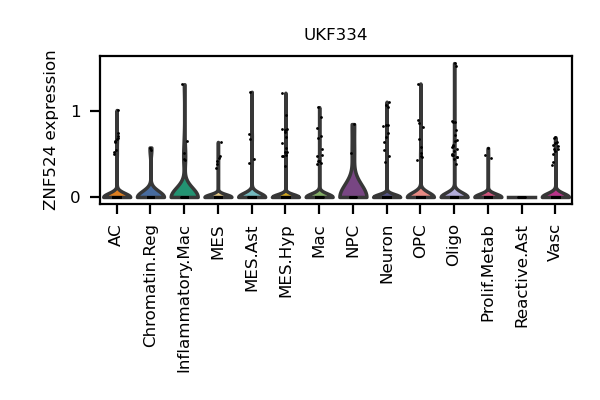 UKF334
ZNF524 expression
1
0
AC
Chromatin.Reg
Inflammatory.Mac
MES
MES.Ast
MES.Hyp
Mac
NPC
Neuron
OPC
Oligo
Prolif.Metab
Reactive.Ast
Vasc